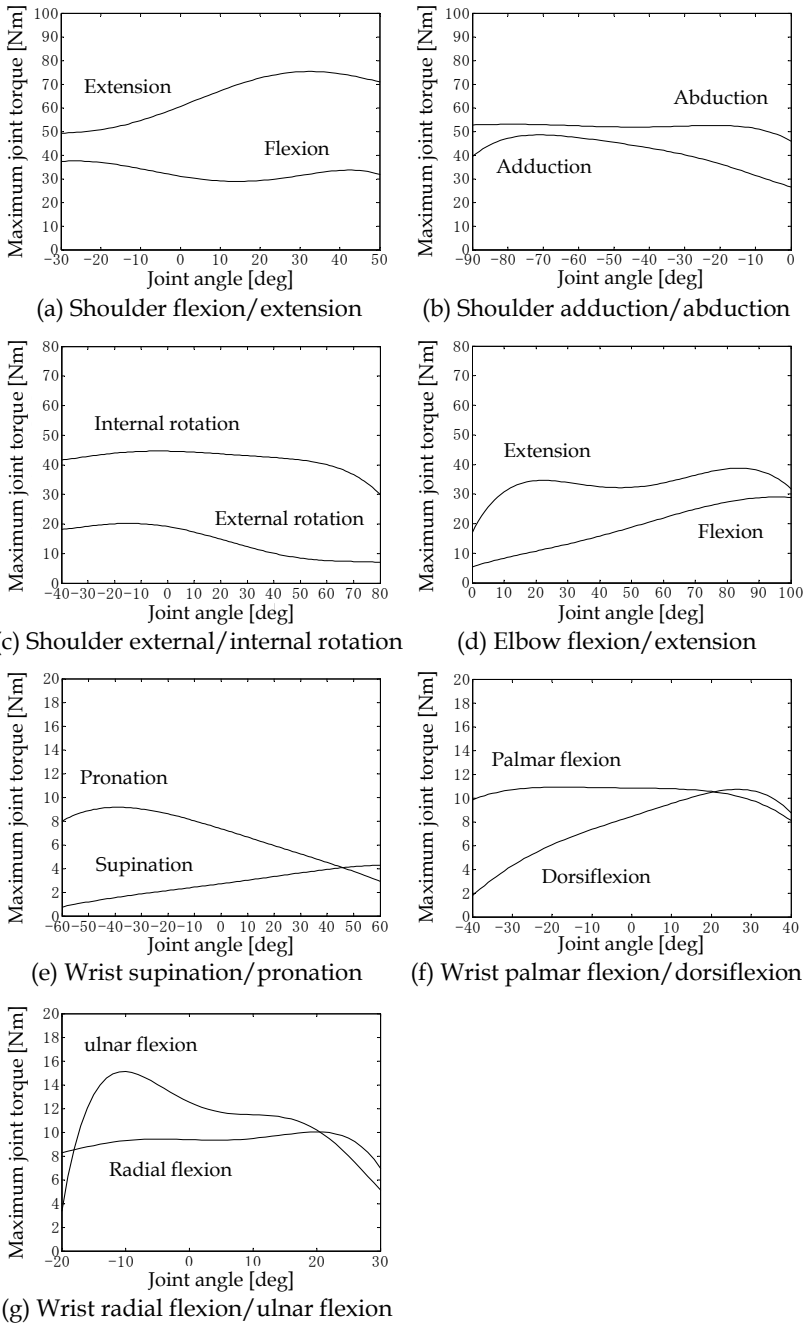 Maximum joint torque [Nm]
100
90
80
70
60
50
40
30
20
10
0
Extension
Flexion
−30 −20 −10 0 10 20 30 40 50
Joint angle [deg]
(a) Shoulder flexion/extension
Maximum joint torque [Nm]
100
90
80
70
60
50
40
30
20
10
0
Abduction
Adduction
−90 −80 −70 −60 −50 −40 −30 −20 −10 0
Joint angle [deg]
(b) Shoulder adduction/abduction
Maximum joint torque [Nm]
80
70
60
50
40
30
20
10
0
Internal rotation
External rotation
−40 −30 −20 −10 0 10 20 30 40 50 60 70 80
Joint angle [deg]
(c) Shoulder external/internal rotation
Maximum joint torque [Nm]
80
70
60
50
40
30
20
10
0
Extension
Flexion
0 10 20 30 40 50 60 70 80 90 100
Joint angle [deg]
(d) Elbow flexion/extension
Maximum joint torque [Nm]
20
18
16
14
12
10
8
6
4
2
0
Pronation
Supination
−60 −50 −40 −30 −20 −10 0 10 20 30 40 50 60
Joint angle [deg]
(e) Wrist supination/pronation
Maximum joint torque [Nm]
20
18
16
14
12
10
8
6
4
2
0
Palmar flexion
Dorsiflexion
−40 −30 −20 −10 0 10 20 30 40
Joint angle [deg]
(f) Wrist palmar flexion/dorsiflexion
Maximum joint torque [Nm]
20
18
16
14
12
10
8
6
4
2
0
ulnar flexion
Radial flexion
−20 −10 0 10 20 30
Joint angle [deg]
(g) Wrist radial flexion/ulnar flexion